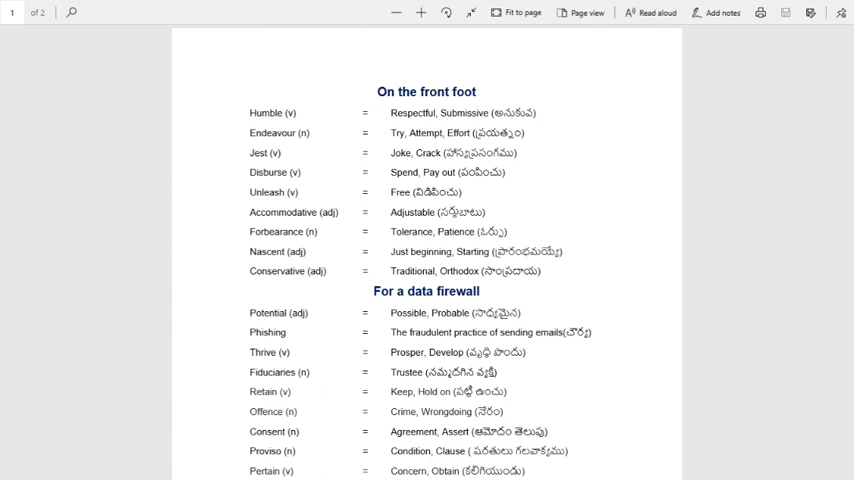 1 of 2 Fit to page Page view Read aloud Add notes
On the front foot
Humble (v) = Respectful, Submissive (అనుకువ)
Endeavour (n) = Try, Attempt, Effort (ప్రయత్నం)
Jest (v) = Joke, Crack (హాస్యప్రసంగము)
Disburse (v) = Spend, Pay out (పంపించు)
Unleash (v) = Free (విడిపించు)
Accommodative (adj) = Adjustable (సర్దుబాటు)
Forbearance (n) = Tolerance, Patience (ఓర్పు)
Nascent (adj) = Just beginning, Starting (ప్రారంభమయ్యే)
Conservative (adj) = Traditional, Orthodox (సాంప్రదాయ)
For a data firewall
Potential (adj) = Possible, Probable (సాధ్యమైన)
Phishing = The fraudulent practice of sending emails(చౌర్య)
Thrive (v) = Prosper, Develop (వృద్ధి పొందు)
Fiduciaries (n) = Trustee (నమ్మదగిన వ్యక్తి)
Retain (v) = Keep, Hold on (పట్టి ఉంచు)
Offence (n) = Crime, Wrongdoing (నేరం)
Consent (n) = Agreement, Assert (ఆమోదం తెలుపు)
Proviso (n) = Condition, Clause ( షరతులు గలవాక్యము)
Pertain (v) = Concern, Obtain (కలిగియుండు)